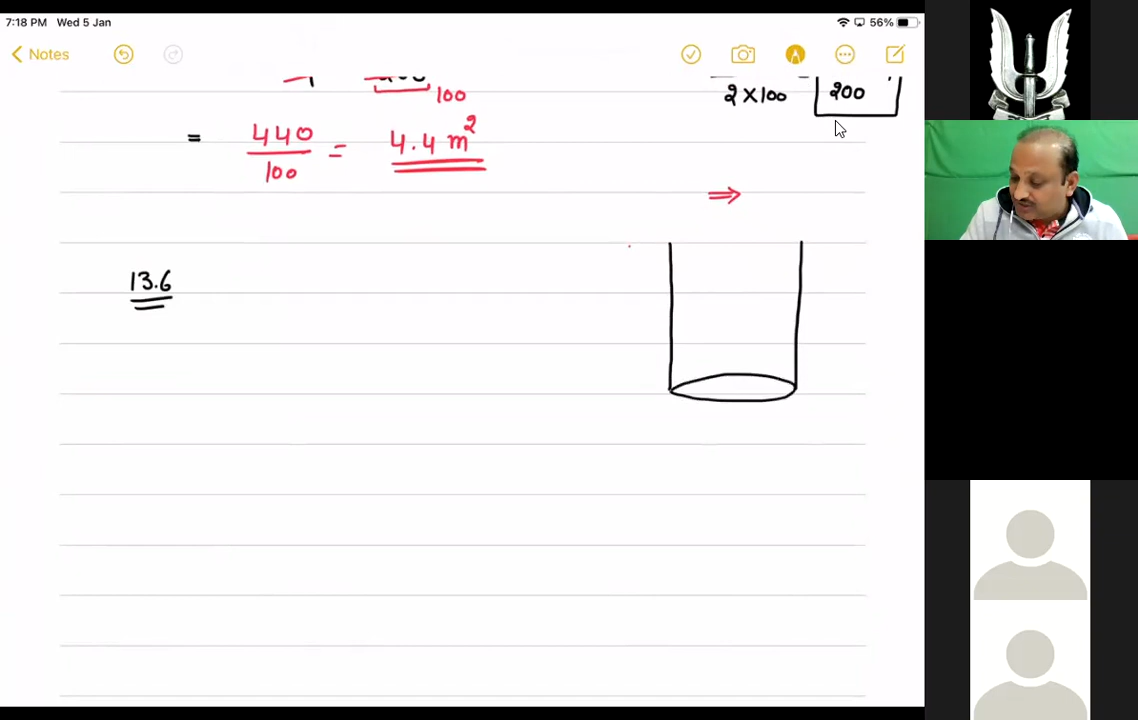 7:18 PM Wed 5 Jan
56%
Notes
100
2 × 100
200
= 440/100 = 4.4 m²
⇒
13.6